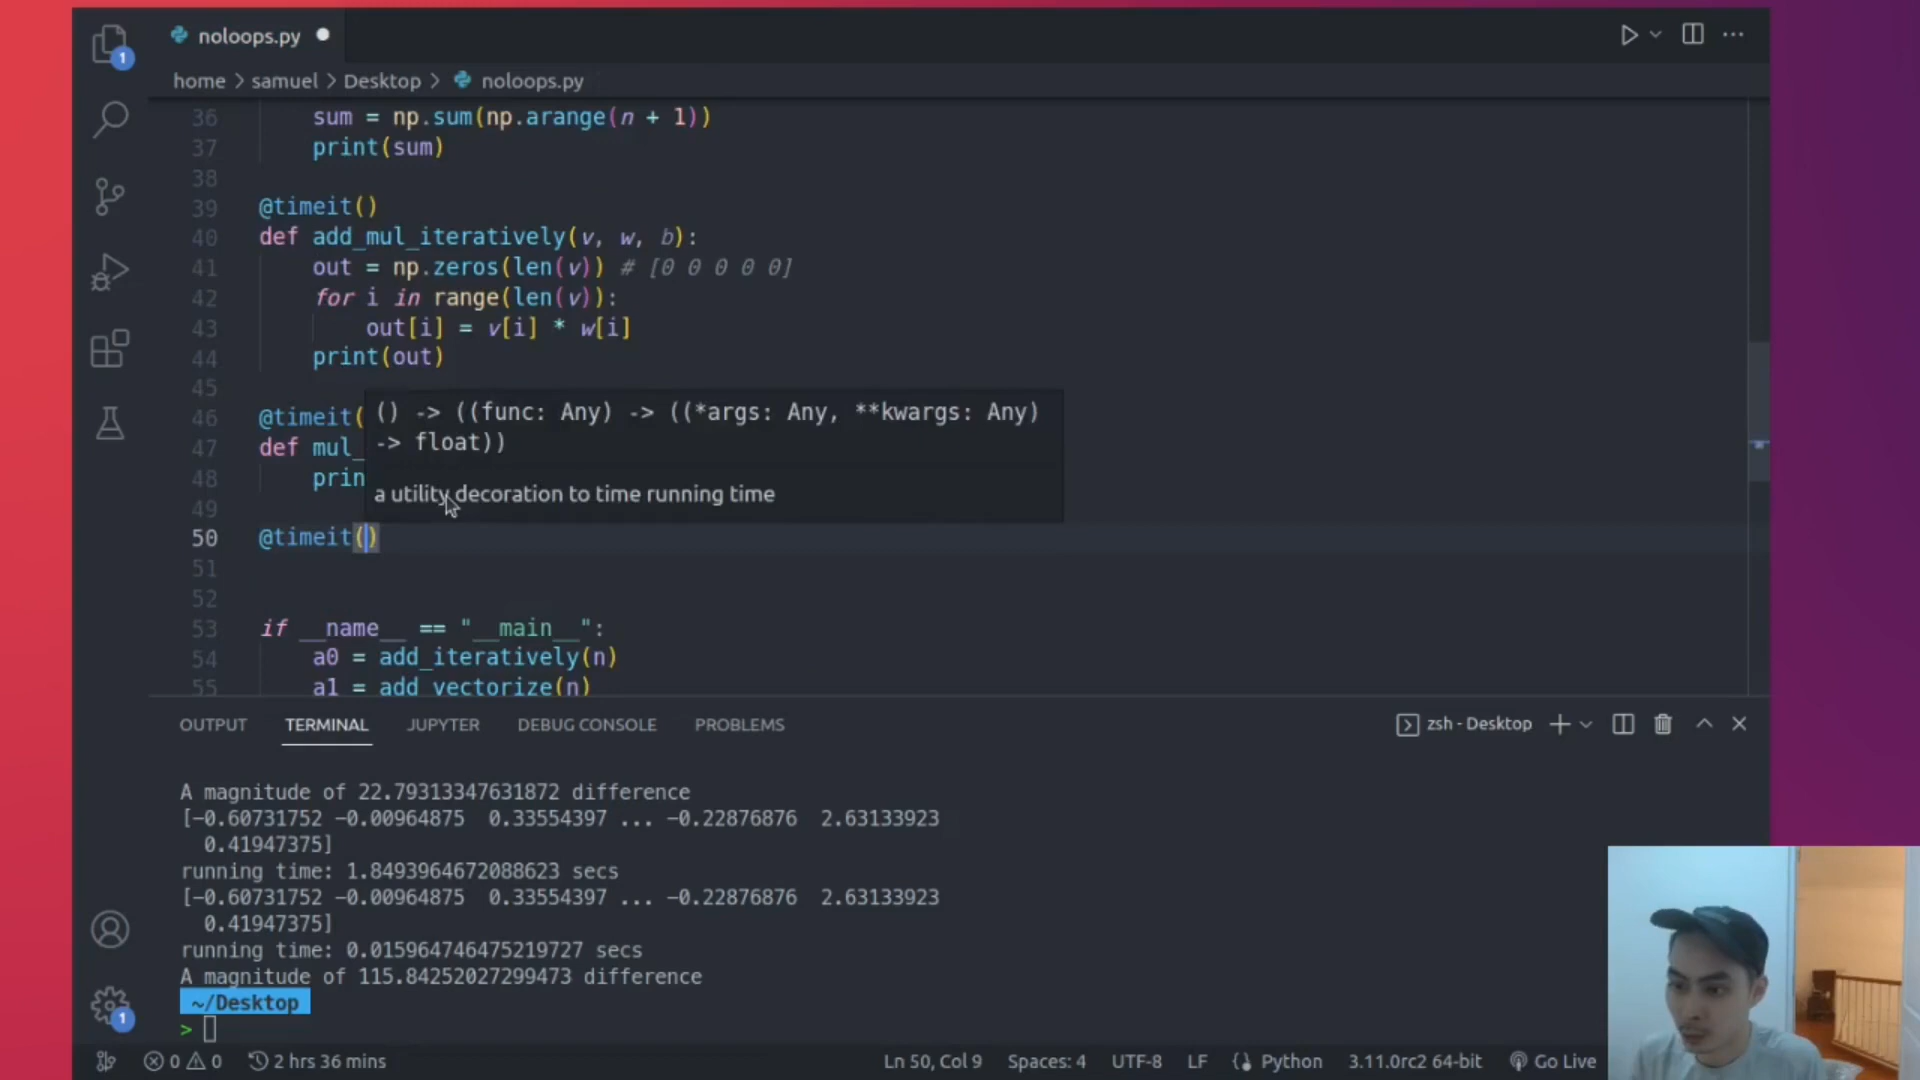 noloops.py
home > samuel > Desktop > noloops.py
36 sum = np.sum(np.arange(n + 1))
37 print(sum)
38
39 @timeit()
40 def add_mul_iteratively(v, w, b):
41 out = np.zeros(len(v)) # [0 0 0 0 0]
42 for i in range(len(v)):
43 out[i] = v[i] * w[i]
44 print(out)
45
46 @timeit(
47 def mul_
48 prin
49
() -> ((func: Any) -> ((*args: Any, **kwargs: Any)
-> float))
a utility decoration to time running time
50 @timeit()
51
52
53 if __name__ == "__main__":
54 a0 = add_iteratively(n)
55 a1 = add_vectorize(n)
OUTPUT TERMINAL JUPYTER DEBUG CONSOLE PROBLEMS zsh - Desktop
A magnitude of 22.79313347631872 difference
[-0.60731752 -0.00964875 0.33554397 ... -0.22876876 2.63133923
0.41947375]
running time: 1.8493964672088623 secs
[-0.60731752 -0.00964875 0.33554397 ... -0.22876876 2.63133923
0.41947375]
running time: 0.015964746475219727 secs
A magnitude of 115.84252027299473 difference
~/Desktop
>
1
1
0 0 2 hrs 36 mins Ln 50, Col 9 Spaces: 4 UTF-8 LF Python 3.11.0rc2 64-bit Go Live